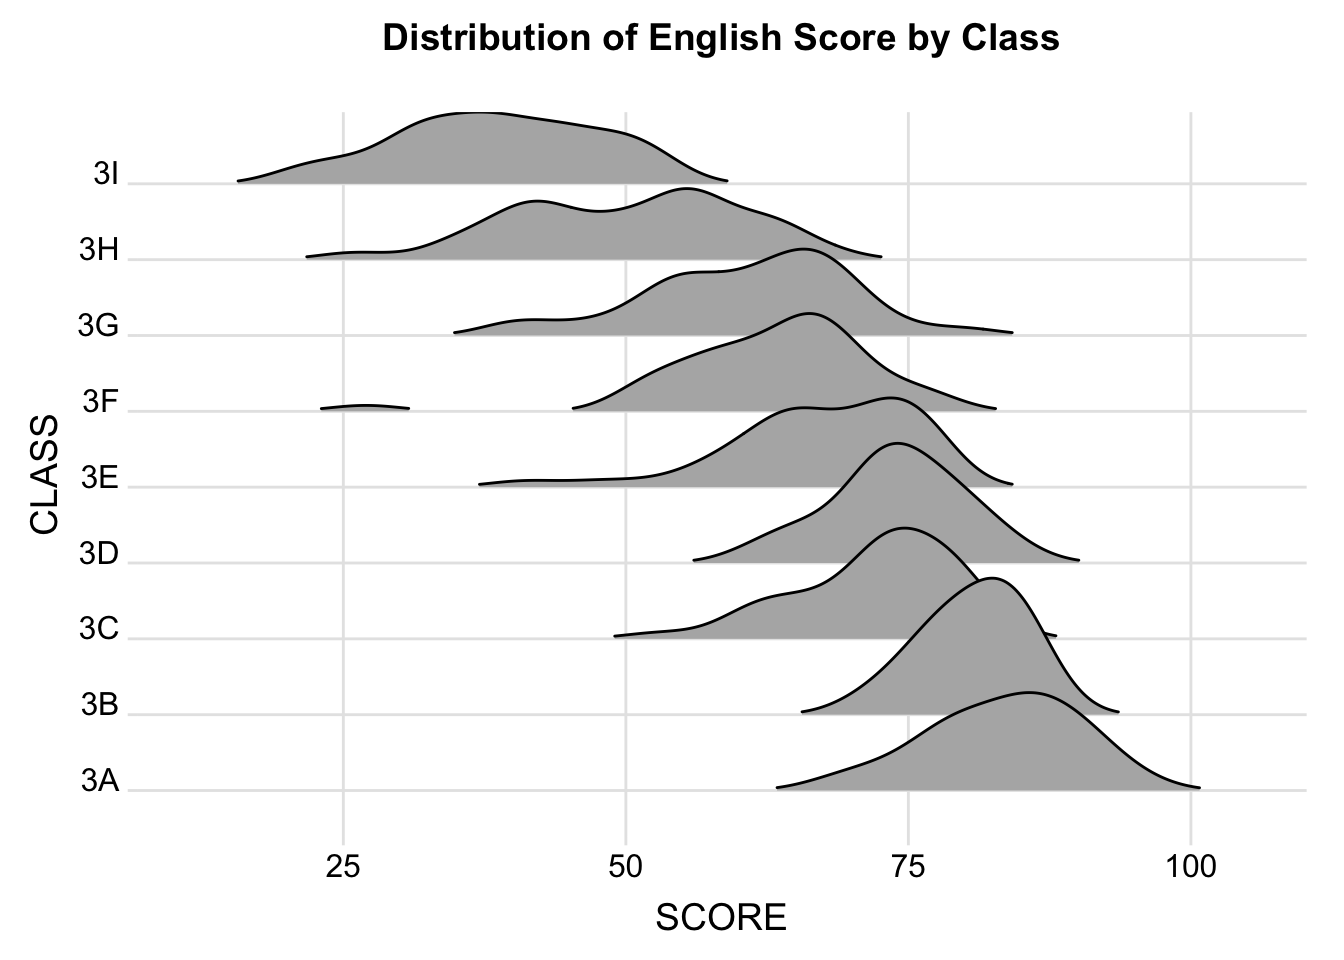 Distribution of English Score by Class
3I
3H
3G
3F
3E
3D
3C
3B
3A
CLASS
25 50 75 100
SCORE